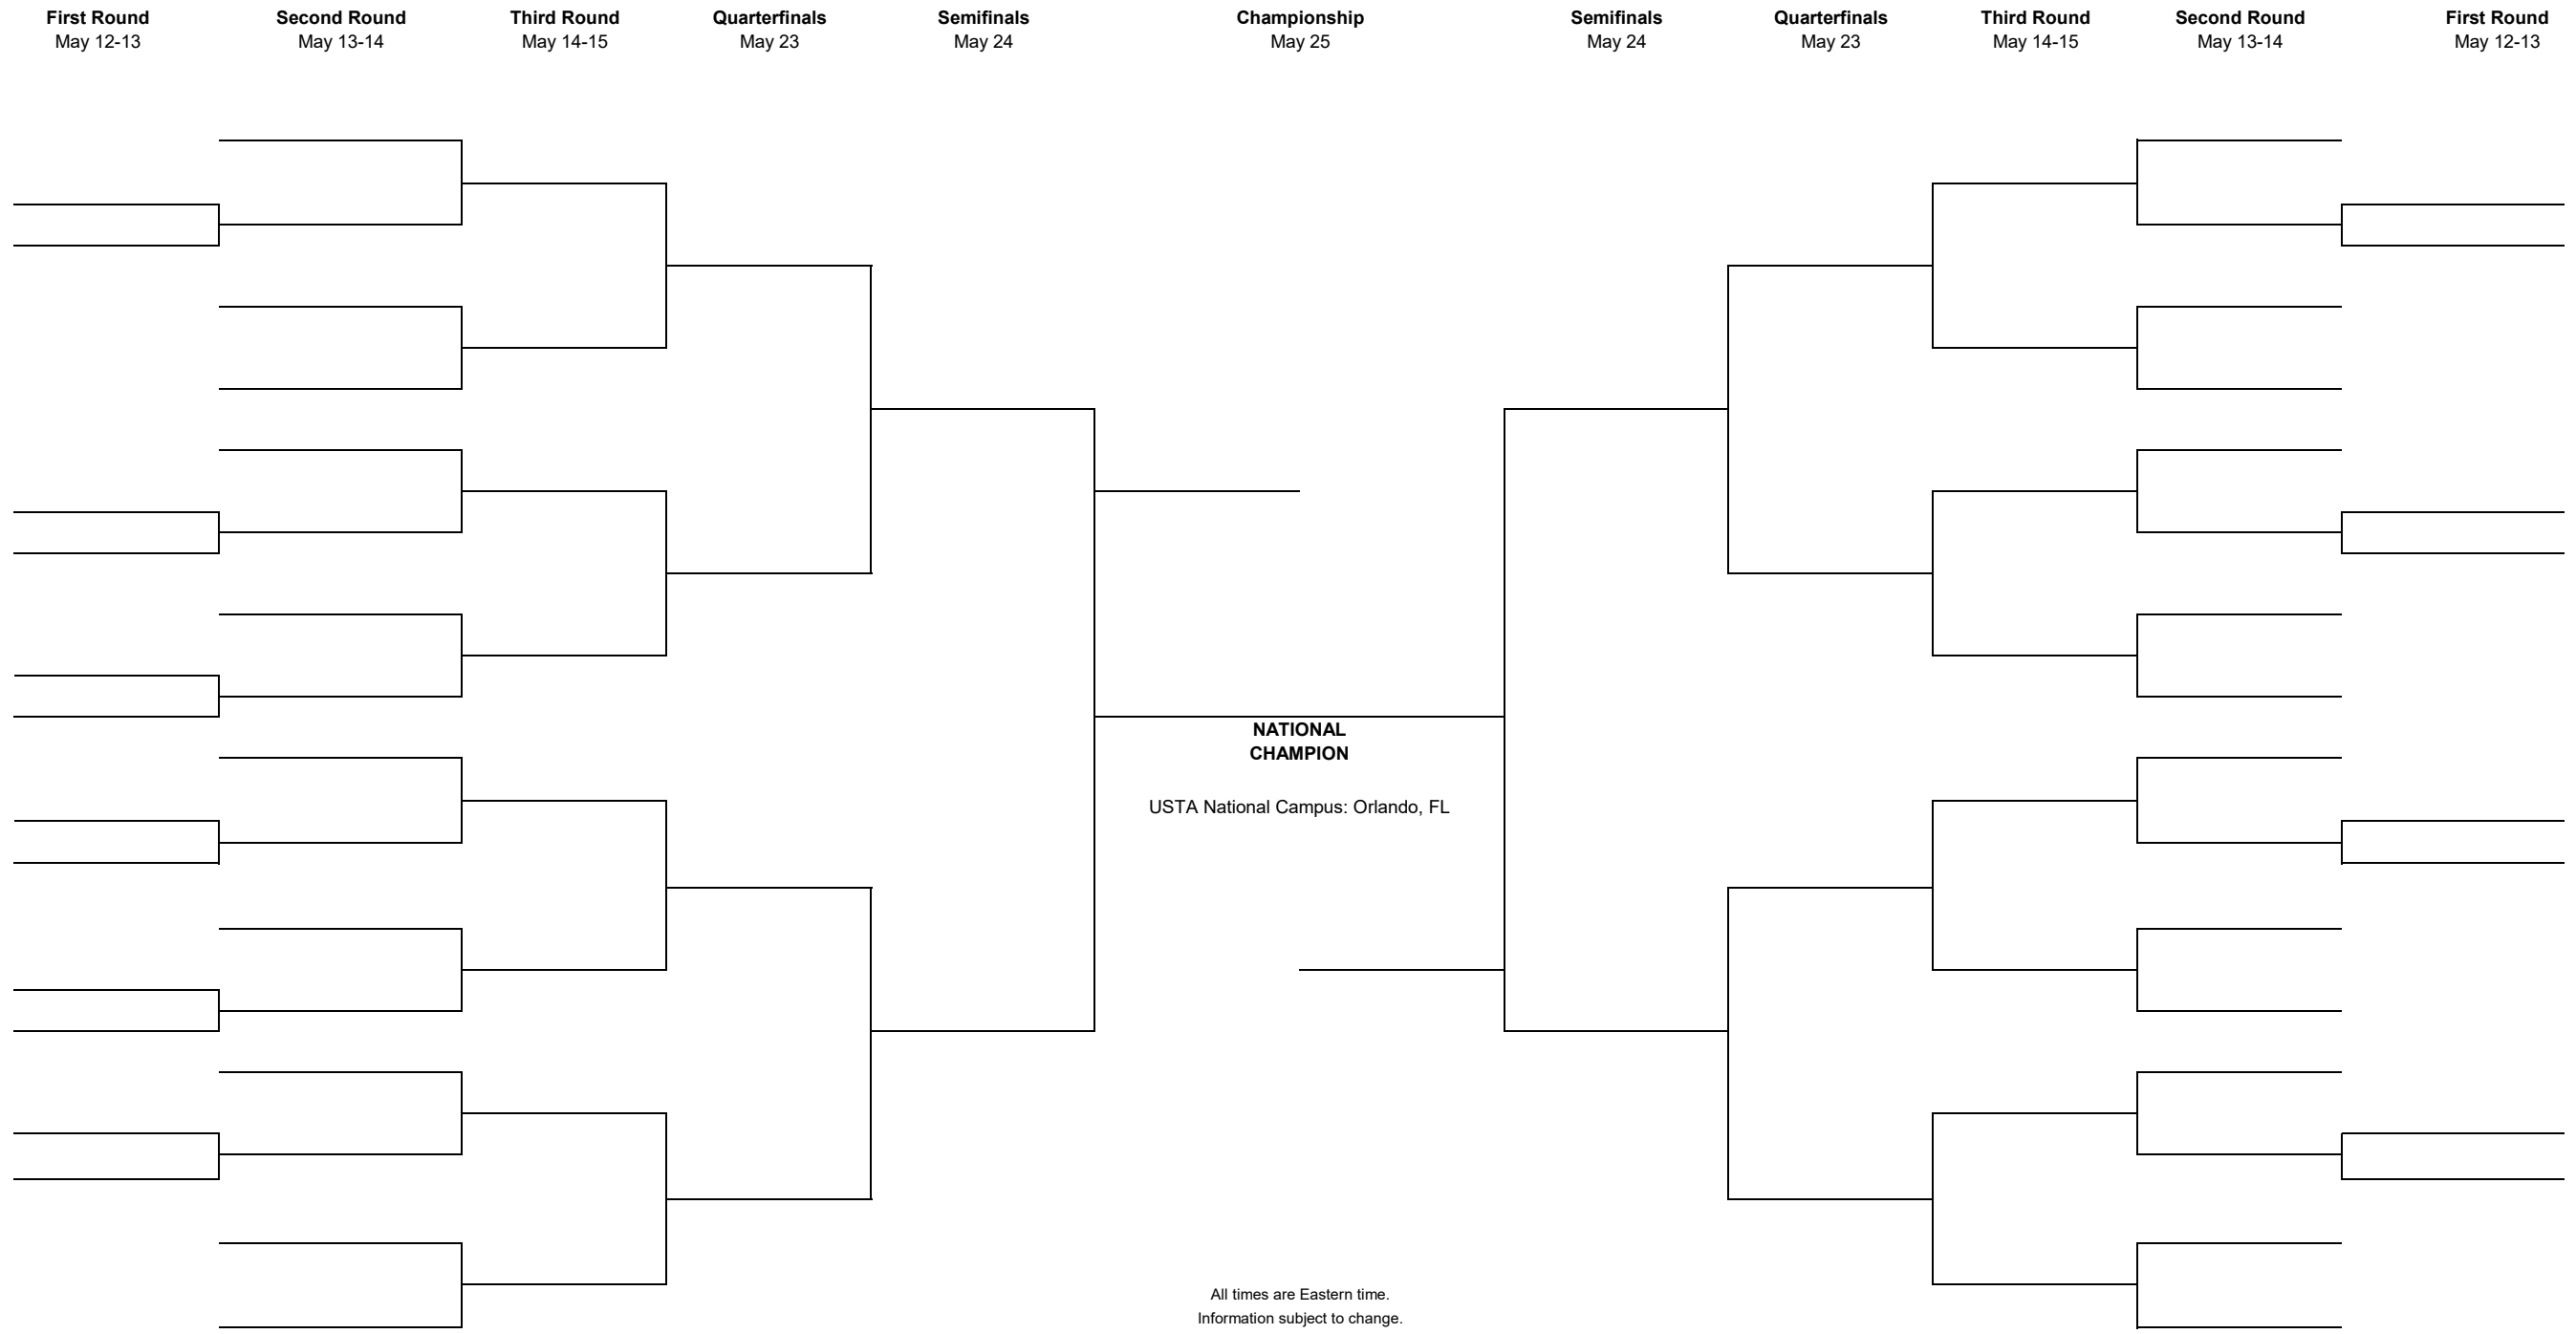 First Round
May 12-13
Second Round
May 13-14
Third Round
May 14-15
Quarterfinals
May 23
Semifinals
May 24
Championship
May 25
Semifinals
May 24
Quarterfinals
May 23
Third Round
May 14-15
Second Round
May 13-14
First Round
May 12-13
NATIONAL
CHAMPION
USTA National Campus: Orlando, FL
All times are Eastern time.
Information subject to change.